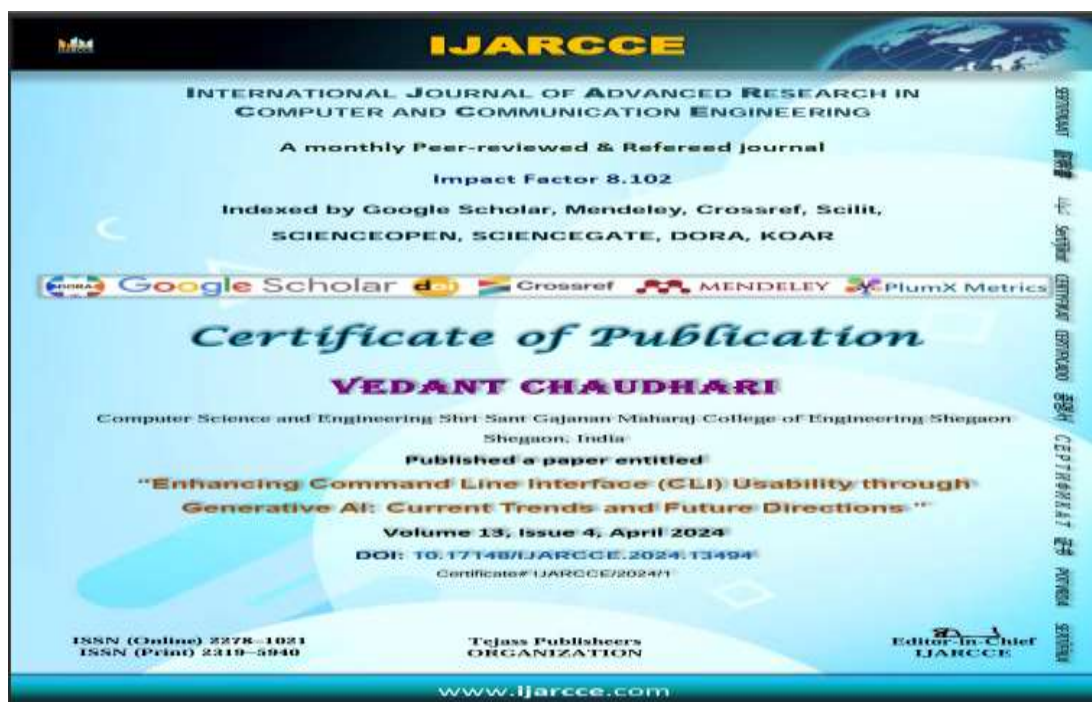 IJARCCE
INTERNATIONAL JOURNAL OF ADVANCED RESEARCH IN
COMPUTER AND COMMUNICATION ENGINEERING
A monthly Peer-reviewed & Refereed journal
Impact Factor 8.102
Indexed by Google Scholar, Mendeley, Crossref, Scilit,
SCIENCEOPEN, SCIENCEGATE, DORA, KOAR
DORA Google Scholar doi Crossref MENDELEY PlumX Metrics
Certificate of Publication
VEDANT CHAUDHARI
Computer Science and Engineering Shri Sant Gajanan Maharaj College of Engineering Shegaon
Shegaon, India
Published a paper entitled
"Enhancing Command Line Interface (CLI) Usability through
Generative AI: Current Trends and Future Directions "
Volume 13, Issue 4, April 2024
DOI: 10.17148/IJARCCE.2024.13494
Certificate# IJARCCE/2024/1
ISSN (Online) 2278-1021
ISSN (Print) 2319-5940
Tejass Publisheers
ORGANIZATION
Editor-In-Chief
IJARCCE
www.ijarcce.com
CERTIFICADO